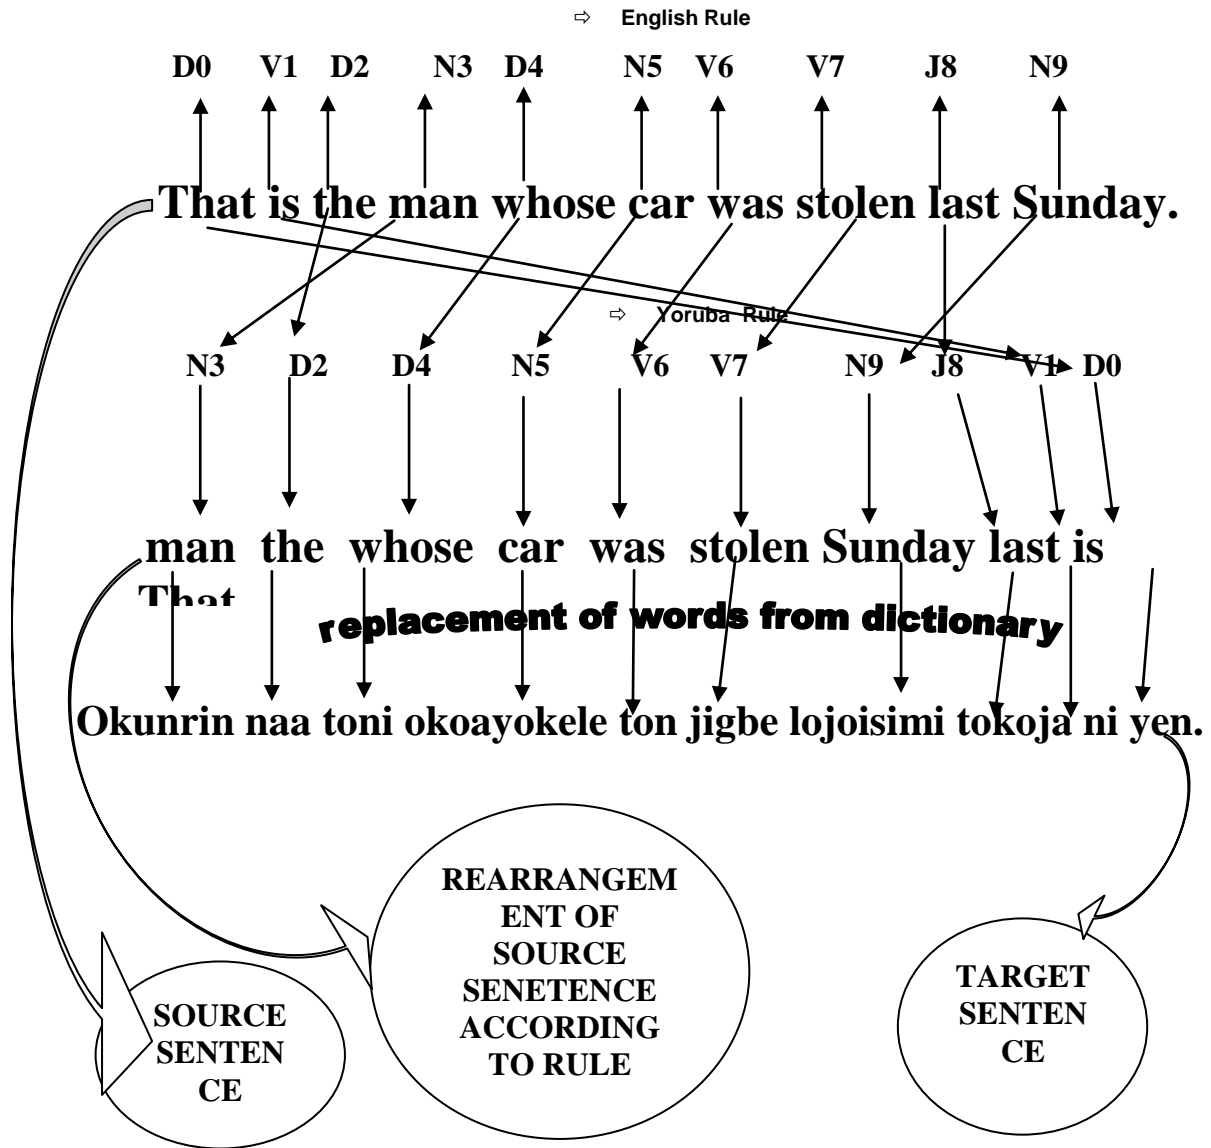 ⇨ English Rule
D0 V1 D2 N3 D4 N5 V6 V7 J8 N9
That is the man whose car was stolen last Sunday.
⇨ Yoruba Rule
N3 D2 D4 N5 V6 V7 N9 J8 V1 D0
man the whose car was stolen Sunday last is
That
replacement of words from dictionary
Okunrin naa toni okoayokele ton jigbe lojoisimi tokoja ni yen.
REARRANGEM
ENT OF
SOURCE
SENETENCE
ACCORDING
TO RULE
SOURCE
SENTEN
CE
TARGET
SENTEN
CE